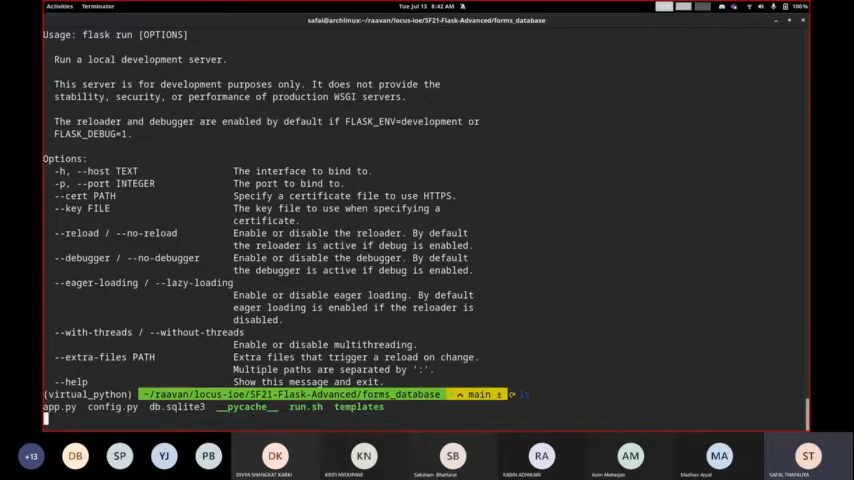 Activities Terminator Tue Jul 13 8:42 AM 100%
safal@archlinux:~/raavan/locus-ioe/SF21-Flask-Advanced/forms_database
Usage: flask run [OPTIONS]
Run a local development server.
This server is for development purposes only. It does not provide the
stability, security, or performance of production WSGI servers.
The reloader and debugger are enabled by default if FLASK_ENV=development or
FLASK_DEBUG=1.
Options:
-h, --host TEXT The interface to bind to.
-p, --port INTEGER The port to bind to.
--cert PATH Specify a certificate file to use HTTPS.
--key FILE The key file to use when specifying a
certificate.
--reload / --no-reload Enable or disable the reloader. By default
the reloader is active if debug is enabled.
--debugger / --no-debugger Enable or disable the debugger. By default
the debugger is active if debug is enabled.
--eager-loading / --lazy-loading
Enable or disable eager loading. By default
eager loading is enabled if the reloader is
disabled.
--with-threads / --without-threads
Enable or disable multithreading.
--extra-files PATH Extra files that trigger a reload on change.
Multiple paths are separated by ':'.
--help Show this message and exit.
(virtual_python) ~/raavan/locus-ioe/SF21-Flask-Advanced/forms_database main ± ls
app.py config.py db.sqlite3 __pycache__ run.sh templates
+13 DB SP YJ PB DK KN SB RA AM MA ST
DIVYA SHANGKAT KARKI KRITI NYOUPANE Saksham Bhattarai RABIN ADHIKARI Asim Maharjan Madhav Aryal SAFAL THAPALIYA